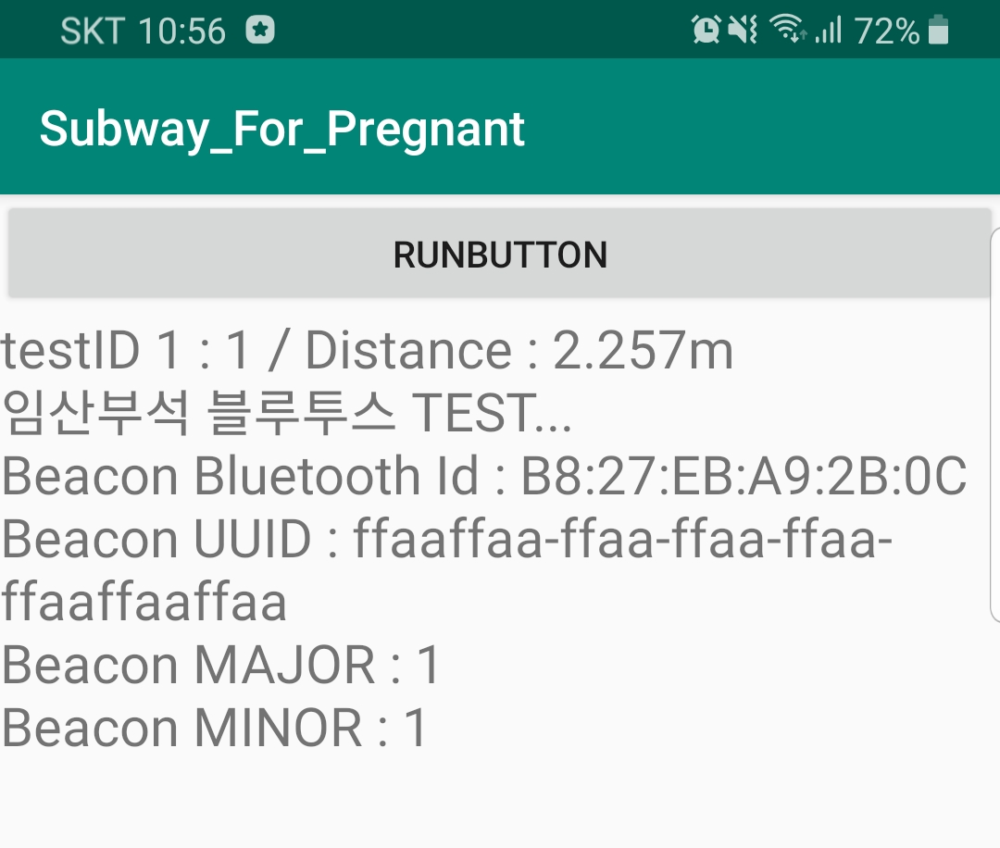 SKT 10:56 72%
Subway_For_Pregnant
RUNBUTTON
testID 1 : 1 / Distance : 2.257m
임산부석 블루투스 TEST...
Beacon Bluetooth Id : B8:27:EB:A9:2B:0C
Beacon UUID : ffaaffaa-ffaa-ffaa-ffaa-
ffaaffaaffaa
Beacon MAJOR : 1
Beacon MINOR : 1